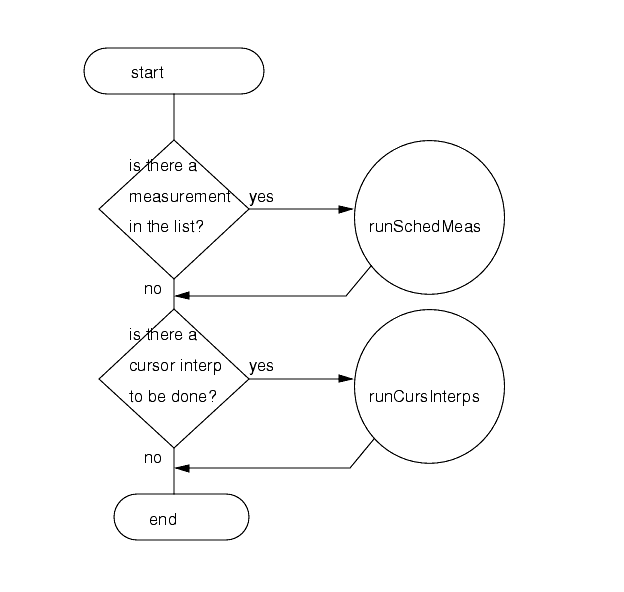 start
is there a
measurement
in the list?
yes
runSchedMeas
no
is there a
cursor interp
to be done?
yes
runCursInterps
no
end